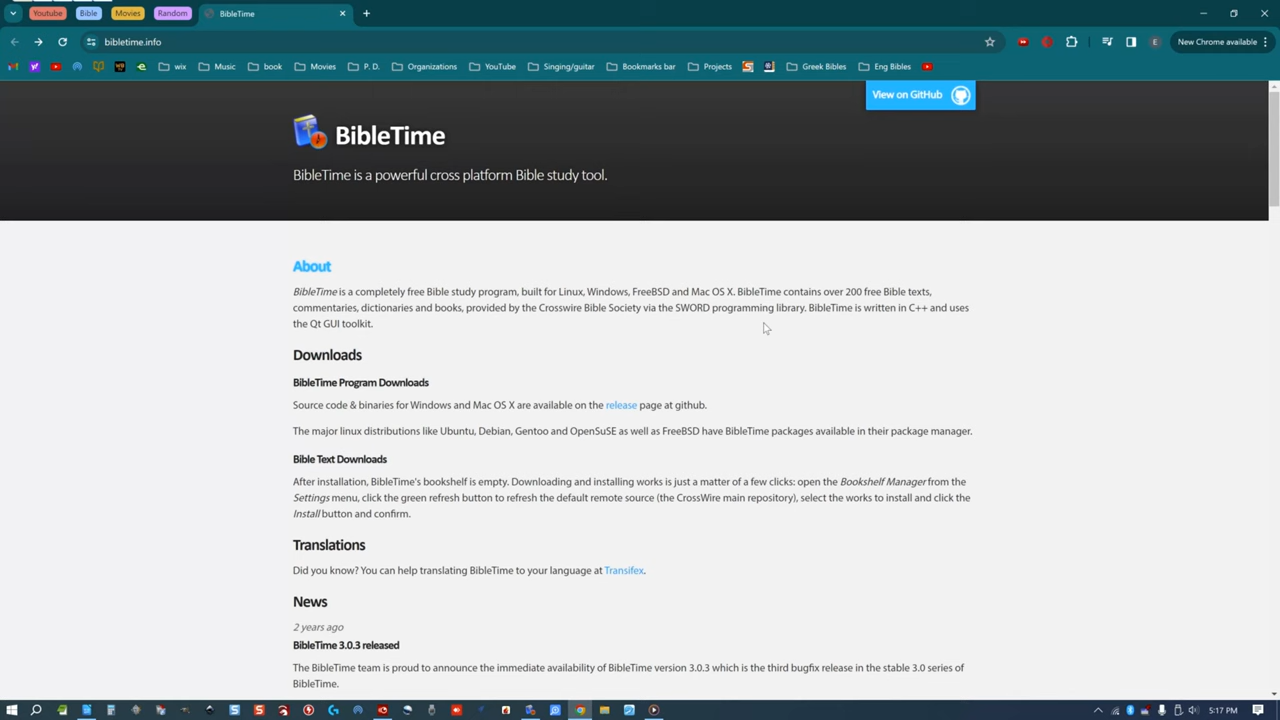 Youtube
Bible
Movies
Random
BibleTime
bibletime.info
E
New Chrome available
wix
Music
book
Movies
P. D.
Organizations
YouTube
Singing/guitar
Bookmarks bar
Projects
Greek Bibles
Eng Bibles
View on GitHub
BibleTime
BibleTime is a powerful cross platform Bible study tool.
About
BibleTime is a completely free Bible study program, built for Linux, Windows, FreeBSD and Mac OS X. BibleTime contains over 200 free Bible texts,
commentaries, dictionaries and books, provided by the Crosswire Bible Society via the SWORD programming library. BibleTime is written in C++ and uses
the Qt GUI toolkit.
Downloads
BibleTime Program Downloads
Source code & binaries for Windows and Mac OS X are available on the release page at github.
The major linux distributions like Ubuntu, Debian, Gentoo and OpenSuSE as well as FreeBSD have BibleTime packages available in their package manager.
Bible Text Downloads
After installation, BibleTime's bookshelf is empty. Downloading and installing works is just a matter of a few clicks: open the Bookshelf Manager from the
Settings menu, click the green refresh button to refresh the default remote source (the CrossWire main repository), select the works to install and click the
Install button and confirm.
Translations
Did you know? You can help translating BibleTime to your language at Transifex.
News
2 years ago
BibleTime 3.0.3 released
The BibleTime team is proud to announce the immediate availability of BibleTime version 3.0.3 which is the third bugfix release in the stable 3.0 series of
BibleTime.
5:17 PM